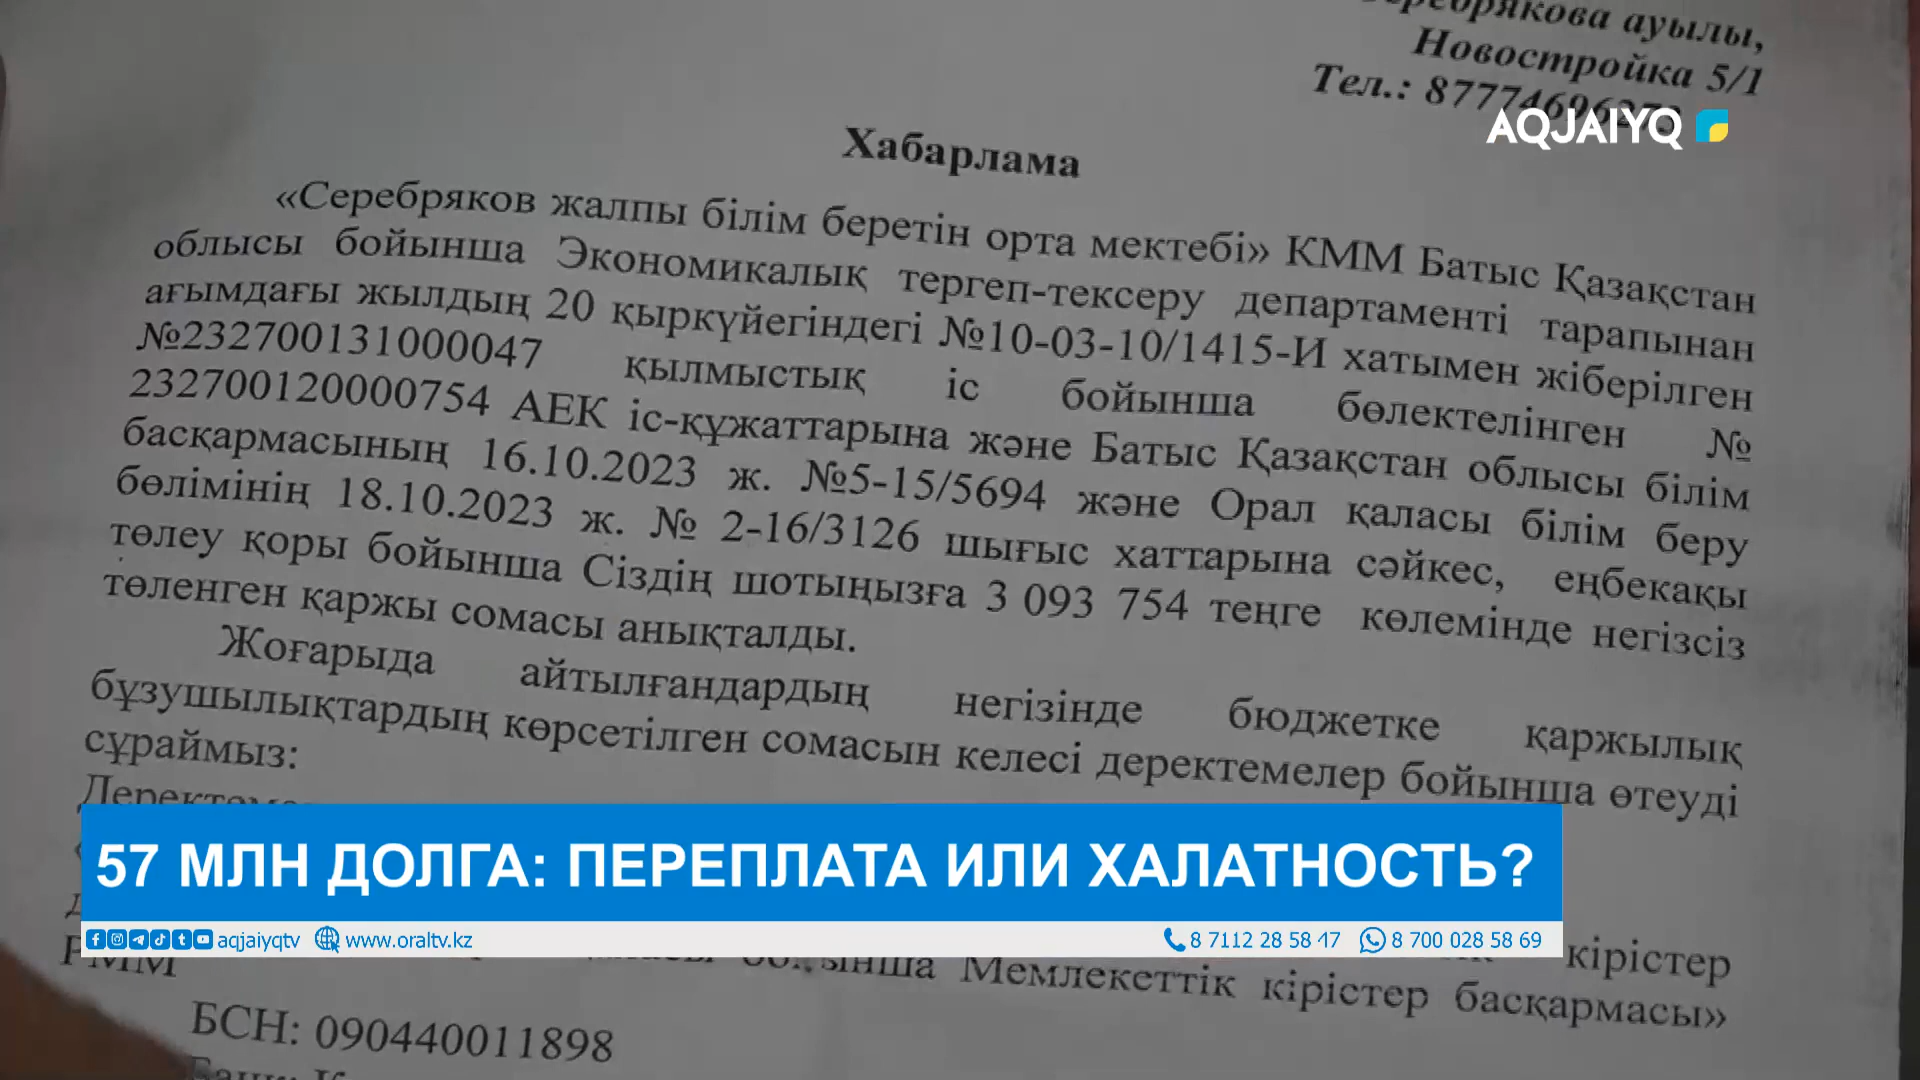 ауылы,
Новостройка 5/1
Тел.:
AQJAIYQ
Хабарлама
«Серебряков жалпы білім беретін орта мектебі» КММ Батыс Қазақстан
облысы бойынша Экономикалық тергеп-тексеру департаменті тарапынан
ағымдағы жылдың 20 қыркүйегіндегі №10-03-10/1415-И хатымен жіберілген
№232700131000047 қылмыстық іс бойынша бөлектелінген №
232700120000754 АЕК іс-құжаттарына және Батыс Қазақстан облысы білім
басқармасының 16.10.2023 ж. №5-15/5694 және Орал қаласы білім беру
бөлімінің 18.10.2023 ж. № 2-16/3126 шығыс хаттарына сәйкес, еңбекақы
төлеу қоры бойынша Сіздің шотыңызға 3 093 754 теңге көлемінде негізсіз
төленген қаржы сомасы анықталды.
Жоғарыда айтылғандардың негізінде бюджетке қаржылық
бұзушылықтардың көрсетілген сомасын келесі деректемелер бойынша өтеуді
сұраймыз:
57 МЛН ДОЛГА: ПЕРЕПЛАТА ИЛИ ХАЛАТНОСТЬ?
aqjaiyqtv www.oraltv.kz 8 7112 28 58 47 8 700 028 58 69
кірістер
РММ бойынша Мемлекеттік кірістер басқармасы»
БСН: 090440011898